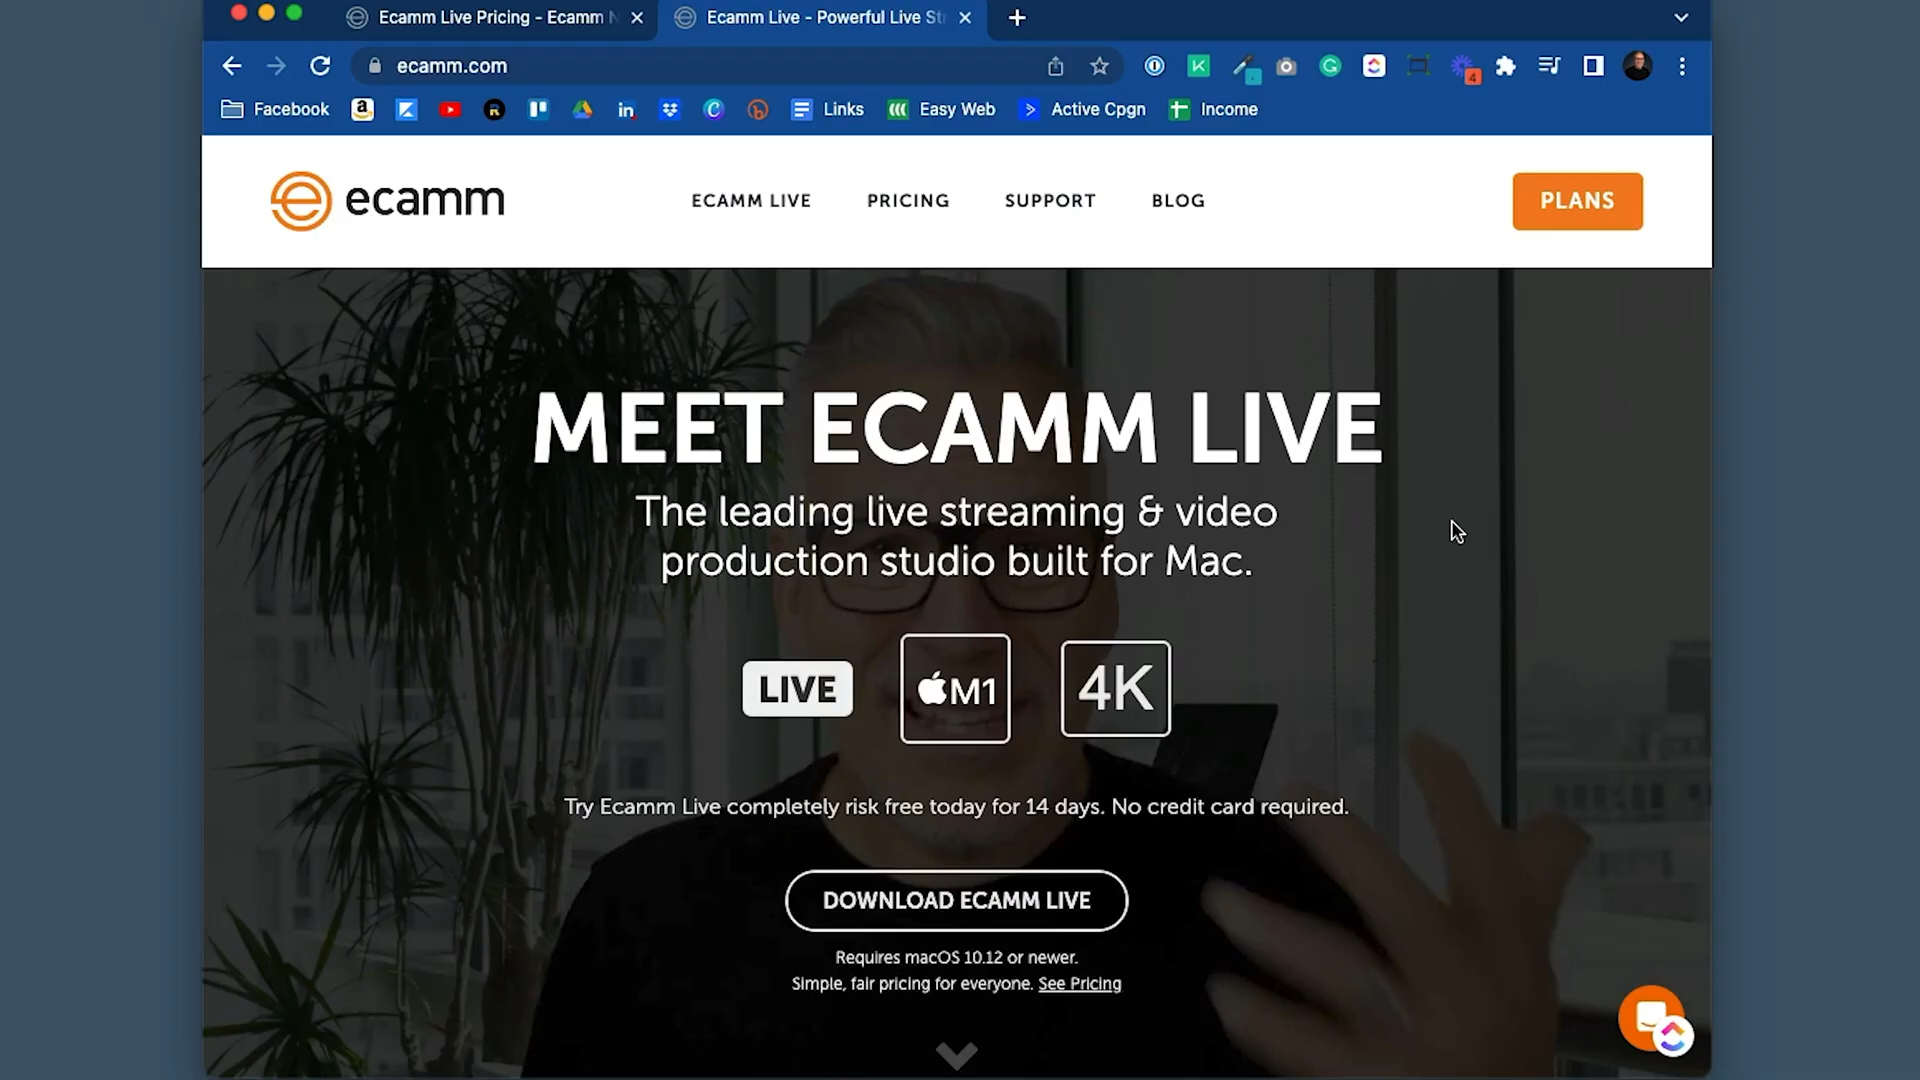 Ecamm Live Pricing - Ecamm N
Ecamm Live - Powerful Live St
ecamm.com
4
Facebook
Links
Easy Web
Active Cpgn
Income
ecamm
ECAMM LIVE
PRICING
SUPPORT
BLOG
PLANS
MEET ECAMM LIVE
The leading live streaming & video
production studio built for Mac.
LIVE
M1
4K
Try Ecamm Live completely risk free today for 14 days. No credit card required.
DOWNLOAD ECAMM LIVE
Requires macOS 10.12 or newer.
Simple, fair pricing for everyone. See Pricing